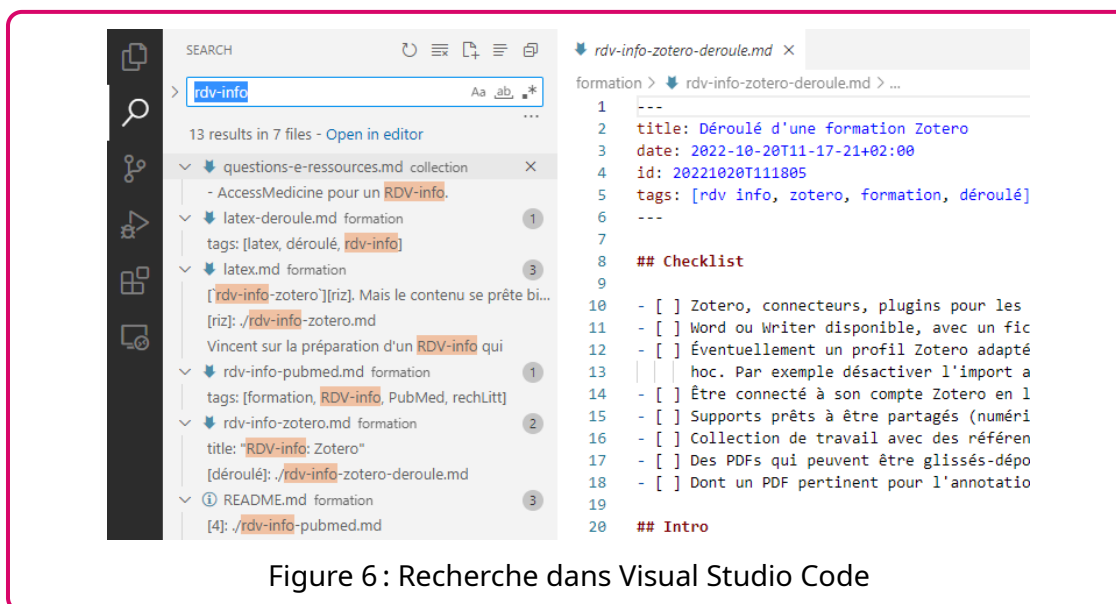 SEARCH
rdv-info
Aa ab, .*
...
13 results in 7 files - Open in editor
questions-e-ressources.md collection
- AccessMedicine pour un RDV-info.
latex-deroule.md formation 1
tags: [latex, déroulé, rdv-info]
latex.md formation 3
[`rdv-info-zotero`][riz]. Mais le contenu se prête bi...
[riz]: ./rdv-info-zotero.md
Vincent sur la préparation d'un RDV-info qui
rdv-info-pubmed.md formation 1
tags: [formation, RDV-info, PubMed, rechLitt]
rdv-info-zotero.md formation 2
title: "RDV-info: Zotero"
[déroulé]: ./rdv-info-zotero-deroule.md
README.md formation 3
[4]: ./rdv-info-pubmed.md
rdv-info-zotero-deroule.md
formation > rdv-info-zotero-deroule.md > ...
1 ---
2 title: Déroulé d'une formation Zotero
3 date: 2022-10-20T11-17-21+02:00
4 id: 20221020T111805
5 tags: [rdv info, zotero, formation, déroulé]
6 ---
7
8 ## Checklist
9
10 - [ ] Zotero, connecteurs, plugins pour les
11 - [ ] Word ou Writer disponible, avec un fic
12 - [ ] Éventuellement un profil Zotero adapté
13 hoc. Par exemple désactiver l'import a
14 - [ ] Être connecté à son compte Zotero en l
15 - [ ] Supports prêts à être partagés (numéri
16 - [ ] Collection de travail avec des référen
17 - [ ] Des PDFs qui peuvent être glissés-dépo
18 - [ ] Dont un PDF pertinent pour l'annotatio
19
20 ## Intro
Figure 6 : Recherche dans Visual Studio Code